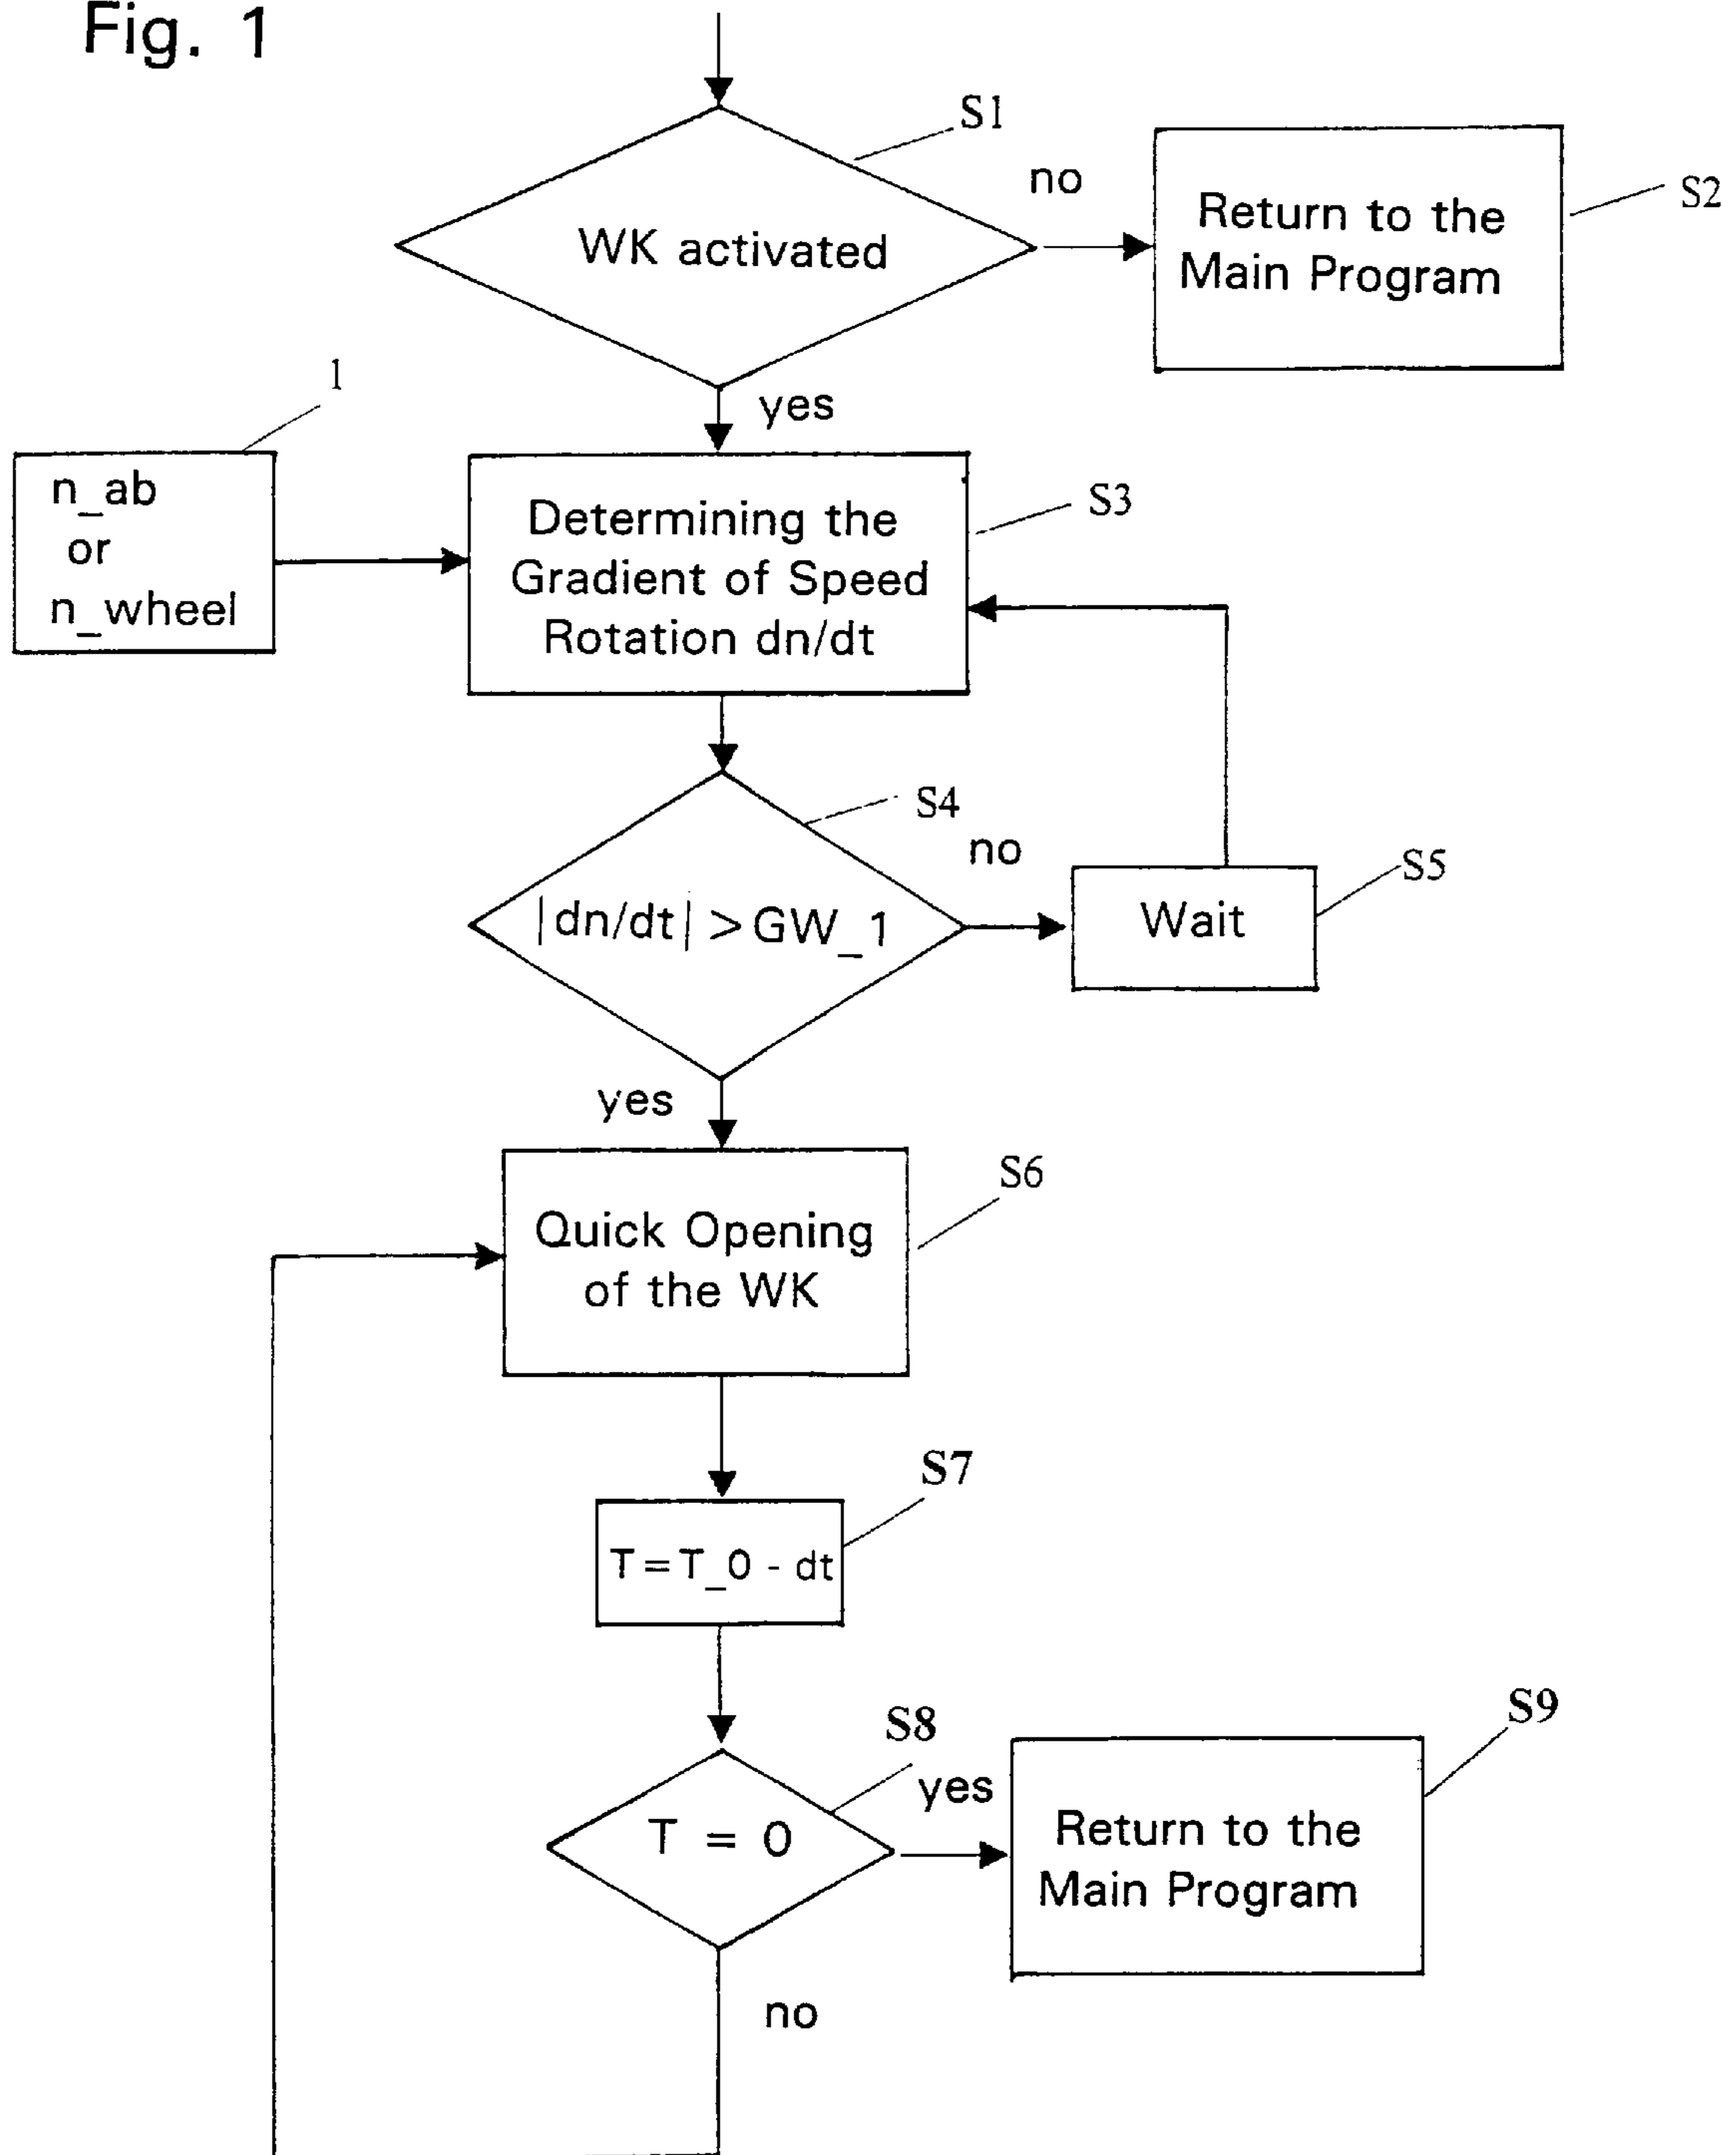 Fig. 1
S1
no
WK activated
Return to the
Main Program
S2
yes
1
n_ab
or
n_wheel
Determining the
Gradient of Speed
Rotation dn/dt
S3
S4
no
|dn/dt| > GW_1
Wait
S5
yes
Quick Opening
of the WK
S6
S7
T = T_0 - dt
S8
yes
T = 0
Return to the
Main Program
S9
no